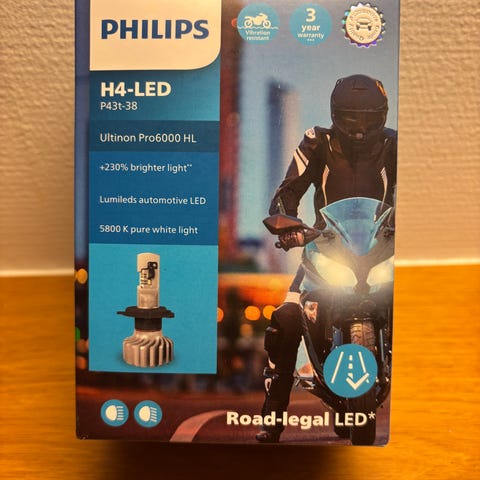 PHILIPS
Vibration
resistant
3
year
warranty
***
H4-LED
P43t-38
Ultinon Pro6000 HL
+230% brighter light**
Lumileds automotive LED
5800 K pure white light
Road-legal LED*